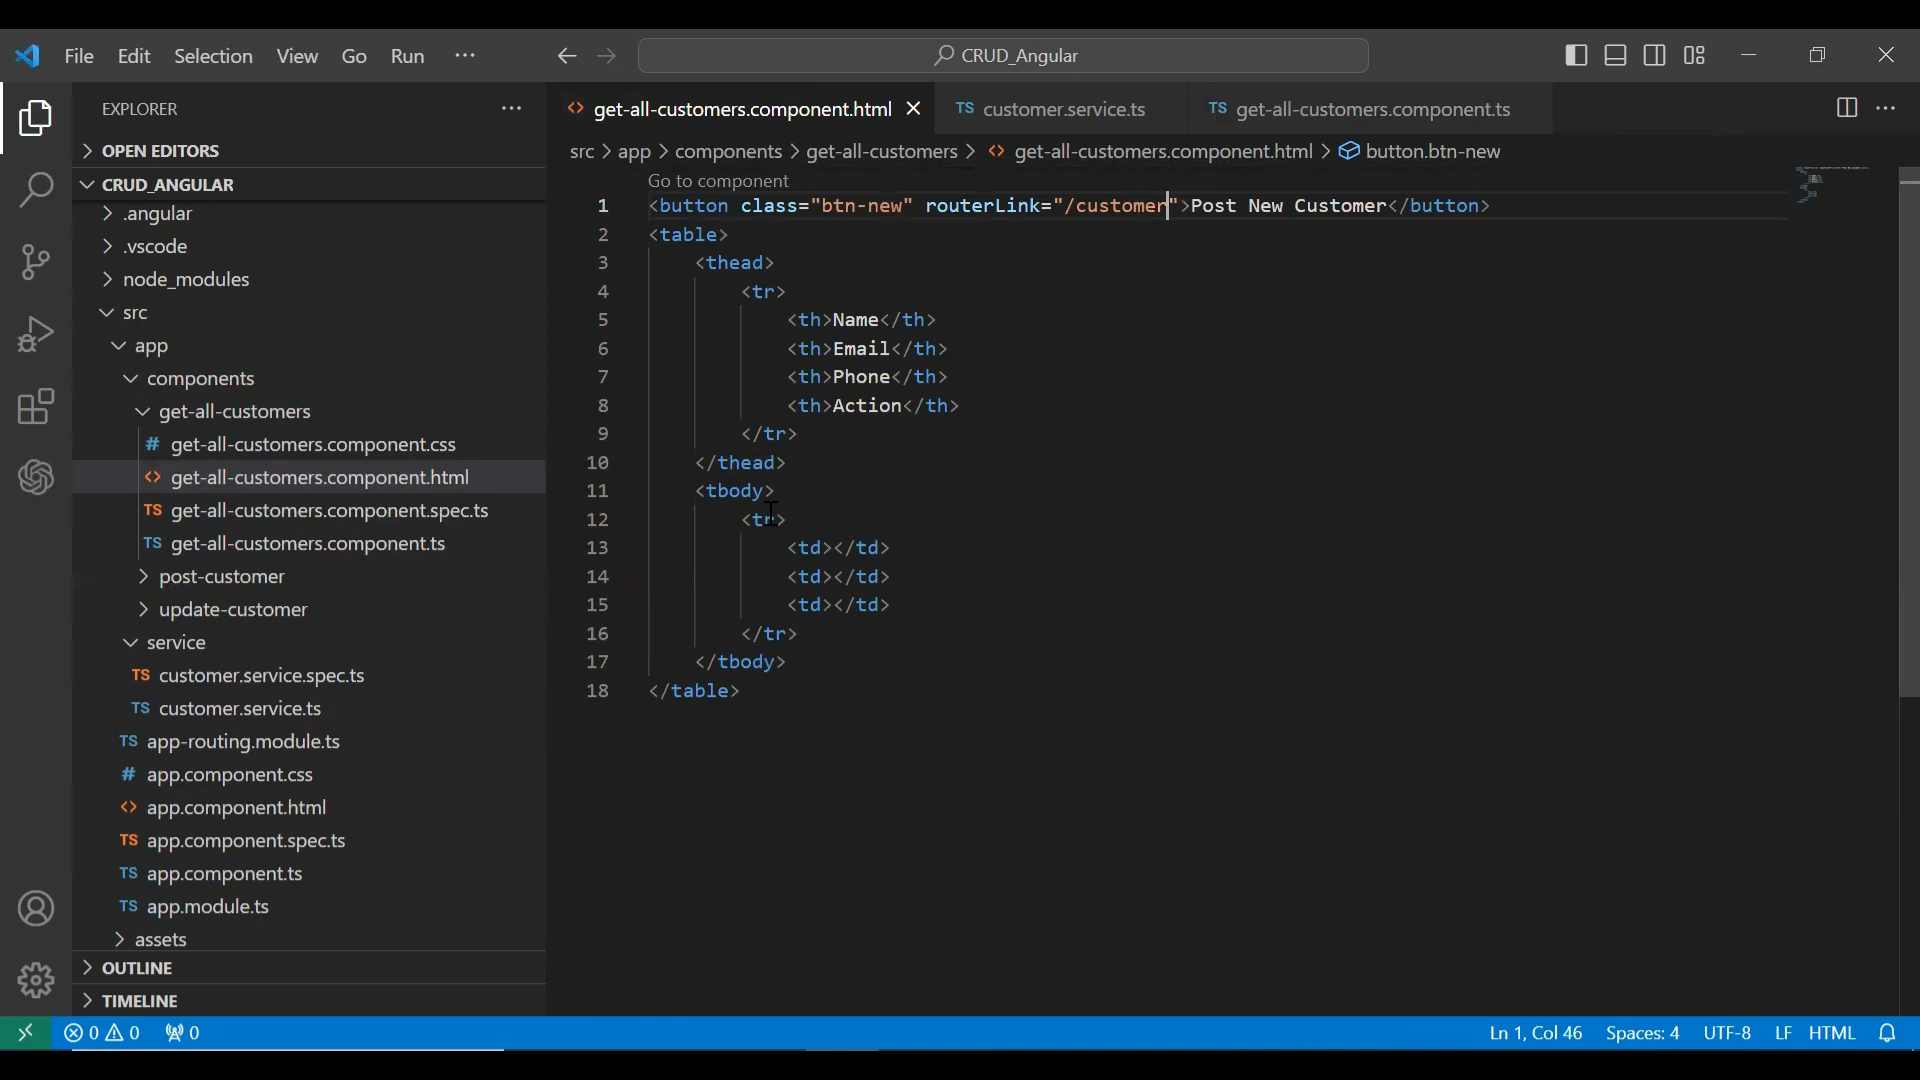 File Edit Selection View Go Run ··· CRUD_Angular
EXPLORER ···
OPEN EDITORS
CRUD_ANGULAR
.angular
.vscode
node_modules
src
app
components
get-all-customers
# get-all-customers.component.css
<> get-all-customers.component.html
TS get-all-customers.component.spec.ts
TS get-all-customers.component.ts
post-customer
update-customer
service
TS customer.service.spec.ts
TS customer.service.ts
TS app-routing.module.ts
# app.component.css
<> app.component.html
TS app.component.spec.ts
TS app.component.ts
TS app.module.ts
assets
OUTLINE
TIMELINE
<> get-all-customers.component.html TS customer.service.ts TS get-all-customers.component.ts ···
src > app > components > get-all-customers > <> get-all-customers.component.html > button.btn-new
Go to component
1 <button class="btn-new" routerLink="/customer">Post New Customer</button>
2 <table>
3 <thead>
4 <tr>
5 <th>Name</th>
6 <th>Email</th>
7 <th>Phone</th>
8 <th>Action</th>
9 </tr>
10 </thead>
11 <tbody>
12 <tr>
13 <td></td>
14 <td></td>
15 <td></td>
16 </tr>
17 </tbody>
18 </table>
0 0 0 Ln 1, Col 46 Spaces: 4 UTF-8 LF HTML